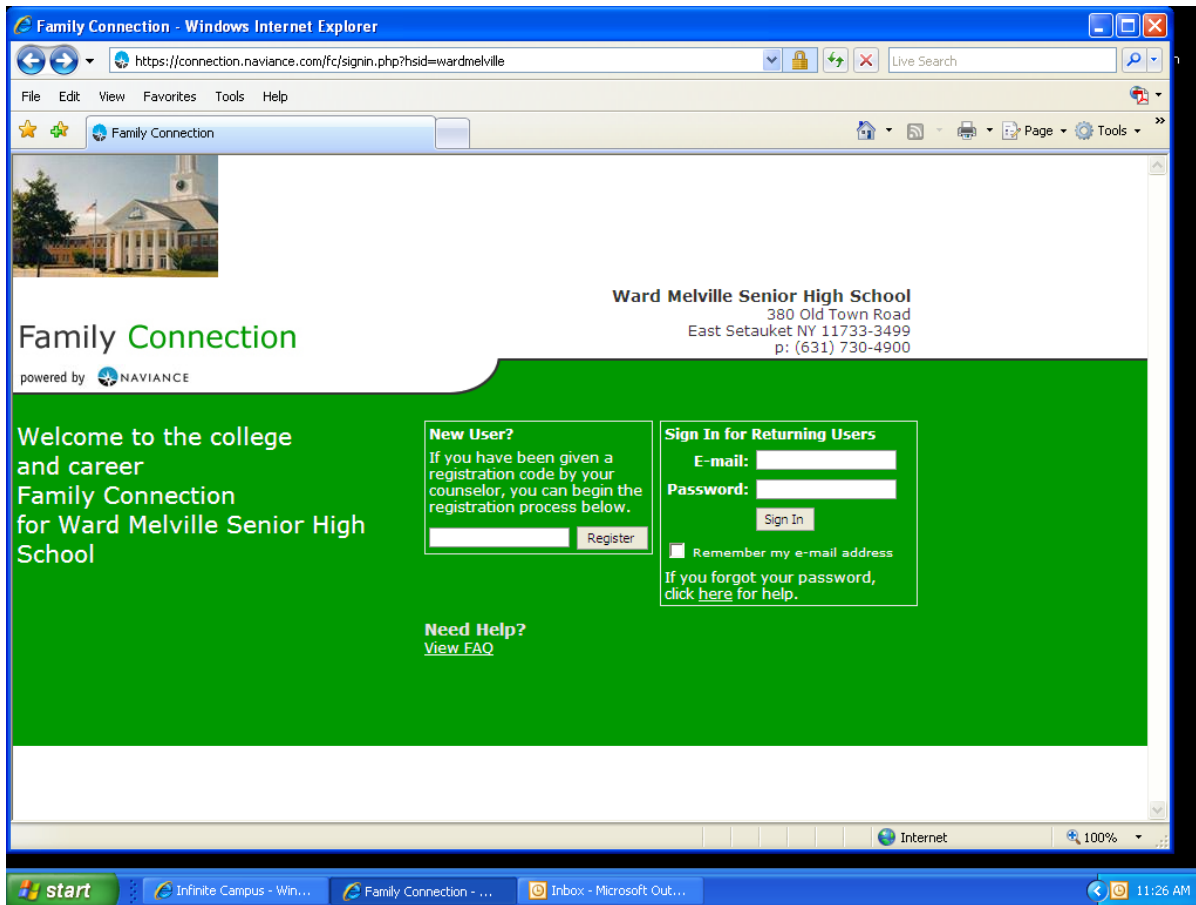 Family Connection - Windows Internet Explorer
https://connection.naviance.com/fc/signin.php?hsid=wardmelville
Live Search
File Edit View Favorites Tools Help
Family Connection
Page Tools
Ward Melville Senior High School
380 Old Town Road
East Setauket NY 11733-3499
p: (631) 730-4900
Family Connection
powered by NAVIANCE
Welcome to the college
and career
Family Connection
for Ward Melville Senior High
School
New User?
If you have been given a
registration code by your
counselor, you can begin the
registration process below.
Register
Sign In for Returning Users
E-mail:
Password:
Sign In
Remember my e-mail address
If you forgot your password,
click here for help.
Need Help?
View FAQ
Internet
100%
start
Infinite Campus - Win...
Family Connection - ...
Inbox - Microsoft Out...
11:26 AM